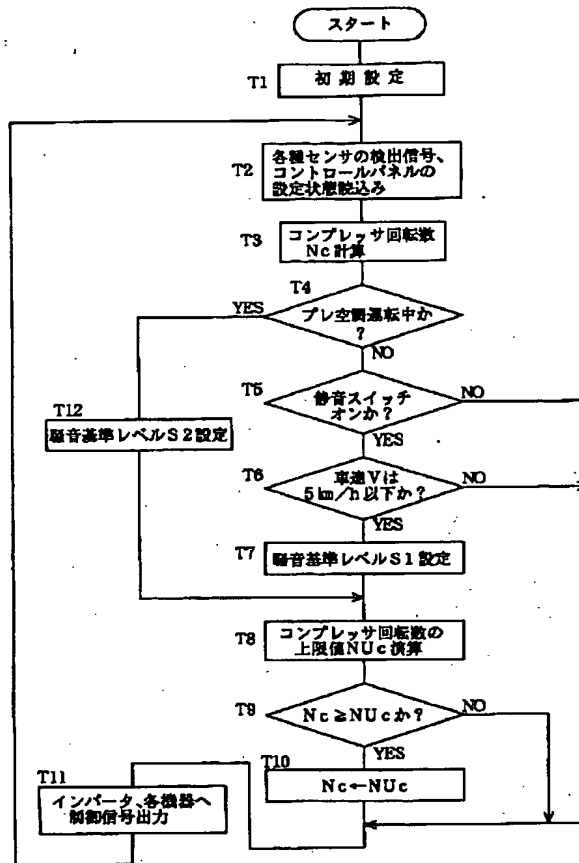 スタート
T1
初期設定
T2
各種センサの検出信号、
コントロールパネルの
設定状態読込み
T3
コンプレッサ回転数
Nc計算
T4
YES
プレ空調運転中か
?
NO
T5
静音スイッチ
オンか?
NO
YES
T12
騒音基準レベルS2設定
T6
車速Vは
5km/h以下か?
NO
YES
T7
騒音基準レベルS1設定
T8
コンプレッサ回転数の
上限値NUc演算
T9
Nc≧NUcか?
NO
YES
T10
Nc←NUc
T11
インバータ、各機器へ
制御信号出力